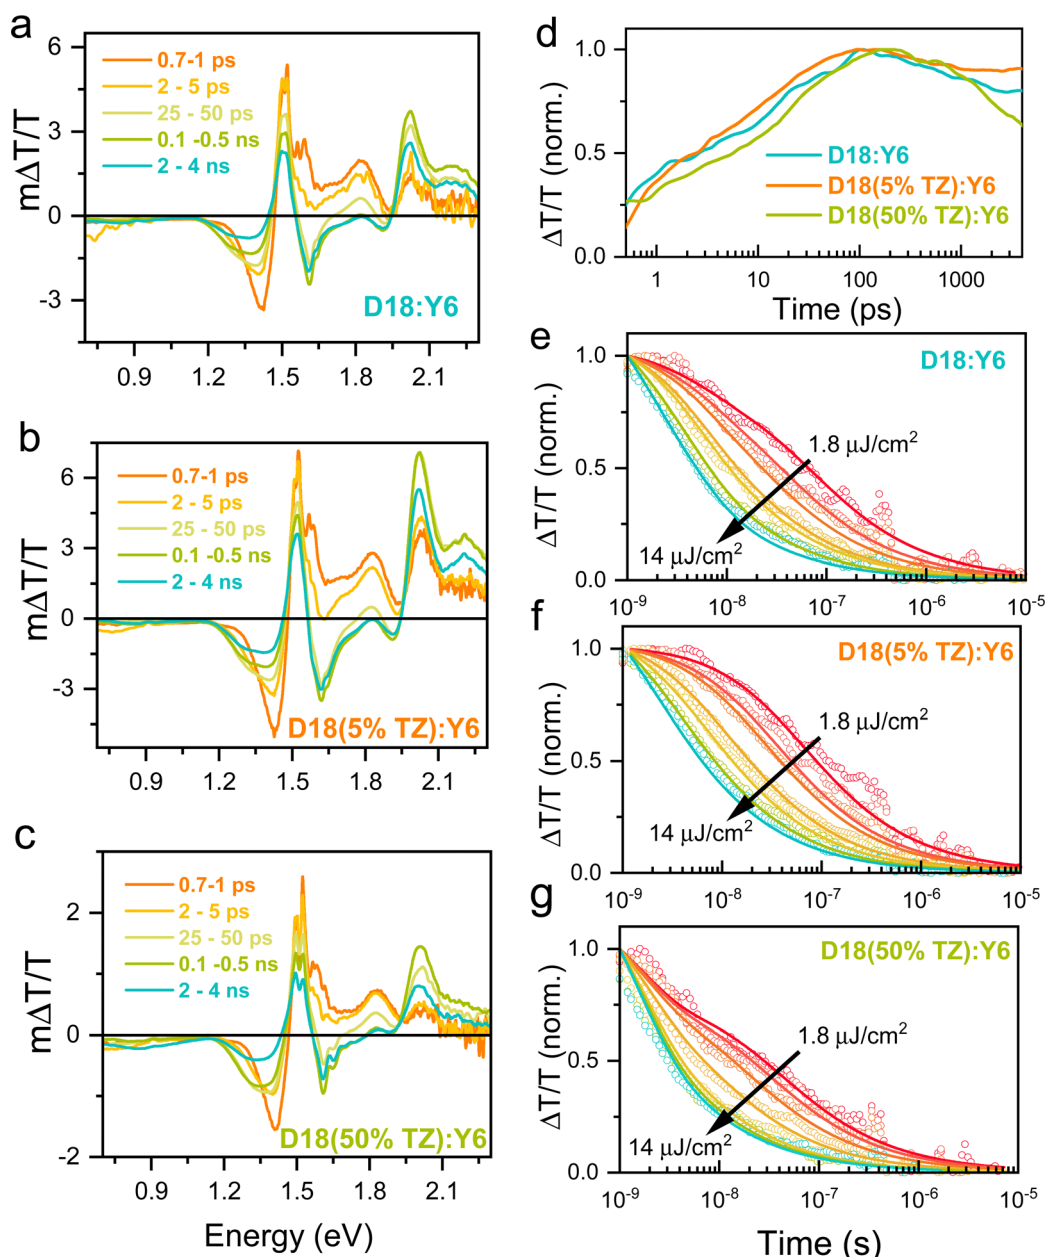 a
6
3
0
-3
mΔT/T
0.7-1 ps
2 - 5 ps
25 - 50 ps
0.1 -0.5 ns
2 - 4 ns
D18:Y6
0.9 1.2 1.5 1.8 2.1
b
6
3
0
-3
mΔT/T
0.7-1 ps
2 - 5 ps
25 - 50 ps
0.1 -0.5 ns
2 - 4 ns
D18(5% TZ):Y6
0.9 1.2 1.5 1.8 2.1
c
2
0
-2
mΔT/T
0.7-1 ps
2 - 5 ps
25 - 50 ps
0.1 -0.5 ns
2 - 4 ns
D18(50% TZ):Y6
0.9 1.2 1.5 1.8 2.1
Energy (eV)
d
1.0
0.5
0.0
ΔT/T (norm.)
D18:Y6
D18(5% TZ):Y6
D18(50% TZ):Y6
1 10 100 1000
Time (ps)
e
1.0
0.5
0.0
ΔT/T (norm.)
D18:Y6
1.8 µJ/cm²
14 µJ/cm²
10⁻⁹ 10⁻⁸ 10⁻⁷ 10⁻⁶ 10⁻⁵
f
1.0
0.5
0.0
ΔT/T (norm.)
D18(5% TZ):Y6
1.8 µJ/cm²
14 µJ/cm²
10⁻⁹ 10⁻⁸ 10⁻⁷ 10⁻⁶ 10⁻⁵
g
1.0
0.5
0.0
ΔT/T (norm.)
D18(50% TZ):Y6
1.8 µJ/cm²
14 µJ/cm²
10⁻⁹ 10⁻⁸ 10⁻⁷ 10⁻⁶ 10⁻⁵
Time (s)